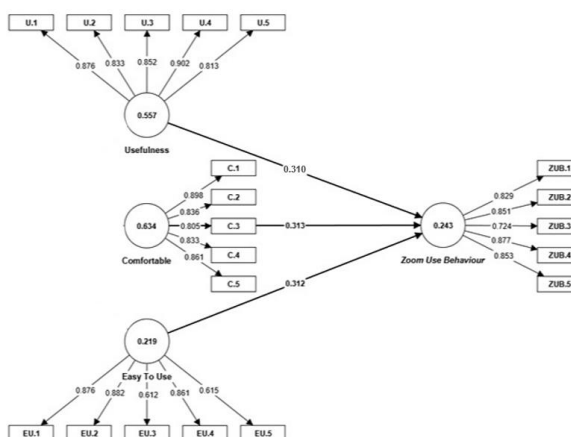 U.1 U.2 U.3 U.4 U.5
0.876 0.833 0.852 0.902 0.813
0.557
Usefulness
0.310
C.1
C.2
C.3
C.4
C.5
0.898
0.836
0.805
0.833
0.861
0.634
Comfortable
0.313
0.312
0.243
Zoom Use Behaviour
0.829
0.851
0.724
0.877
0.853
ZUB.1
ZUB.2
ZUB.3
ZUB.4
ZUB.5
0.219
Easy To Use
0.876 0.882 0.612 0.861 0.615
EU.1 EU.2 EU.3 EU.4 EU.5